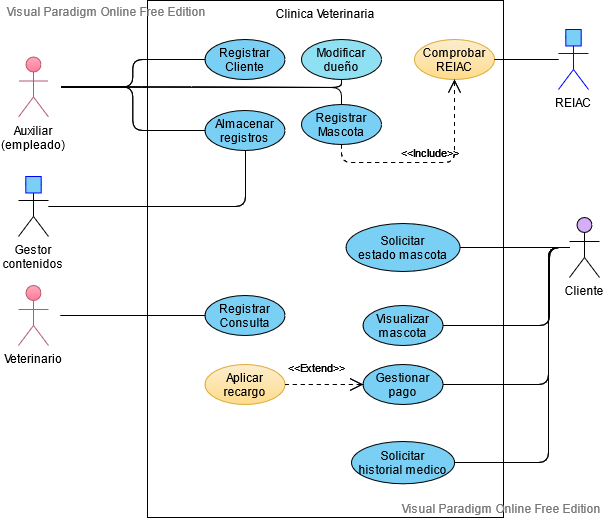 Visual Paradigm Online Free Edition
Clinica Veterinaria
Registrar
Cliente
Modificar
dueño
Comprobar
REIAC
REIAC
Auxiliar
(empleado)
Almacenar
registros
Registrar
Mascota
<<Include>>
Gestor
contenidos
Solicitar
estado mascota
Cliente
Veterinario
Registrar
Consulta
Visualizar
mascota
Aplicar
recargo
<<Extend>>
Gestionar
pago
Solicitar
historial medico
Visual Paradigm Online Free Edition